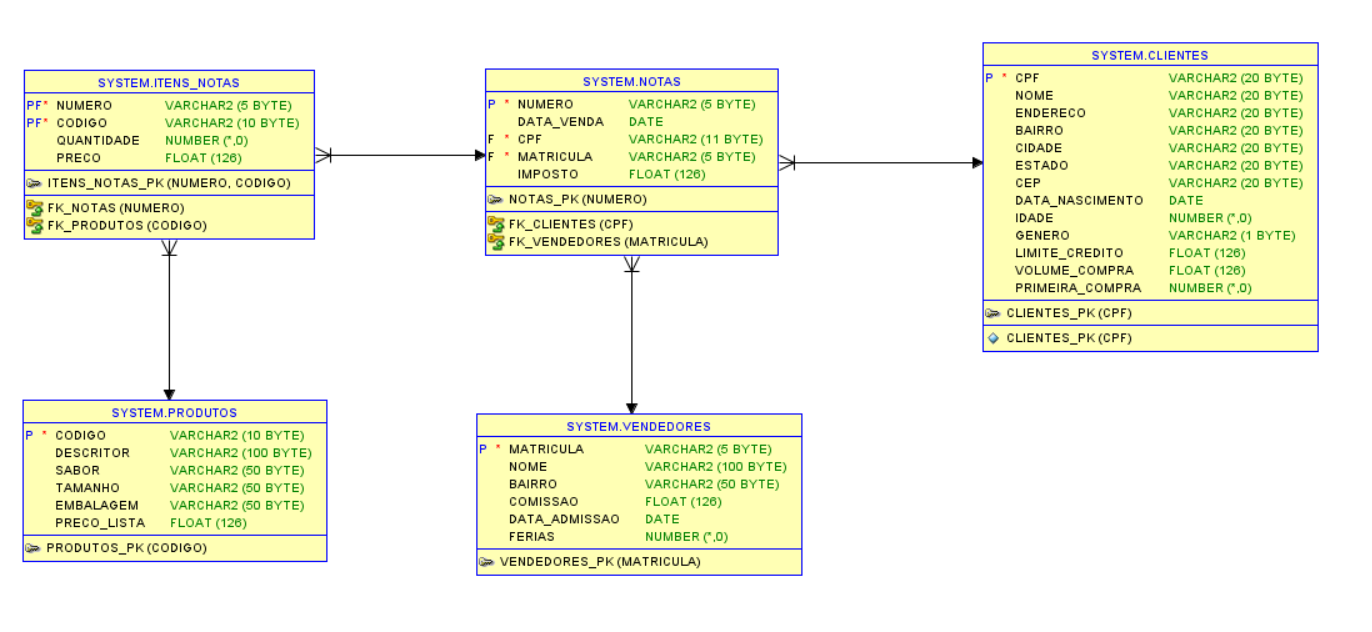 SYSTEM.ITENS_NOTAS
PF* NUMERO VARCHAR2 (5 BYTE)
PF* CODIGO VARCHAR2 (10 BYTE)
QUANTIDADE NUMBER (*,0)
PRECO FLOAT (126)
ITENS_NOTAS_PK (NUMERO, CODIGO)
FK_NOTAS (NUMERO)
FK_PRODUTOS (CODIGO)
SYSTEM.NOTAS
P * NUMERO VARCHAR2 (5 BYTE)
DATA_VENDA DATE
F * CPF VARCHAR2 (11 BYTE)
F * MATRICULA VARCHAR2 (5 BYTE)
IMPOSTO FLOAT (126)
NOTAS_PK (NUMERO)
FK_CLIENTES (CPF)
FK_VENDEDORES (MATRICULA)
SYSTEM.CLIENTES
P * CPF VARCHAR2 (20 BYTE)
NOME VARCHAR2 (20 BYTE)
ENDERECO VARCHAR2 (20 BYTE)
BAIRRO VARCHAR2 (20 BYTE)
CIDADE VARCHAR2 (20 BYTE)
ESTADO VARCHAR2 (20 BYTE)
CEP VARCHAR2 (20 BYTE)
DATA_NASCIMENTO DATE
IDADE NUMBER (*,0)
GENERO VARCHAR2 (1 BYTE)
LIMITE_CREDITO FLOAT (126)
VOLUME_COMPRA FLOAT (126)
PRIMEIRA_COMPRA NUMBER (*,0)
CLIENTES_PK (CPF)
CLIENTES_PK (CPF)
SYSTEM.PRODUTOS
P * CODIGO VARCHAR2 (10 BYTE)
DESCRITOR VARCHAR2 (100 BYTE)
SABOR VARCHAR2 (50 BYTE)
TAMANHO VARCHAR2 (50 BYTE)
EMBALAGEM VARCHAR2 (50 BYTE)
PRECO_LISTA FLOAT (126)
PRODUTOS_PK (CODIGO)
SYSTEM.VENDEDORES
P * MATRICULA VARCHAR2 (5 BYTE)
NOME VARCHAR2 (100 BYTE)
BAIRRO VARCHAR2 (50 BYTE)
COMISSAO FLOAT (126)
DATA_ADMISSAO DATE
FERIAS NUMBER (*,0)
VENDEDORES_PK (MATRICULA)